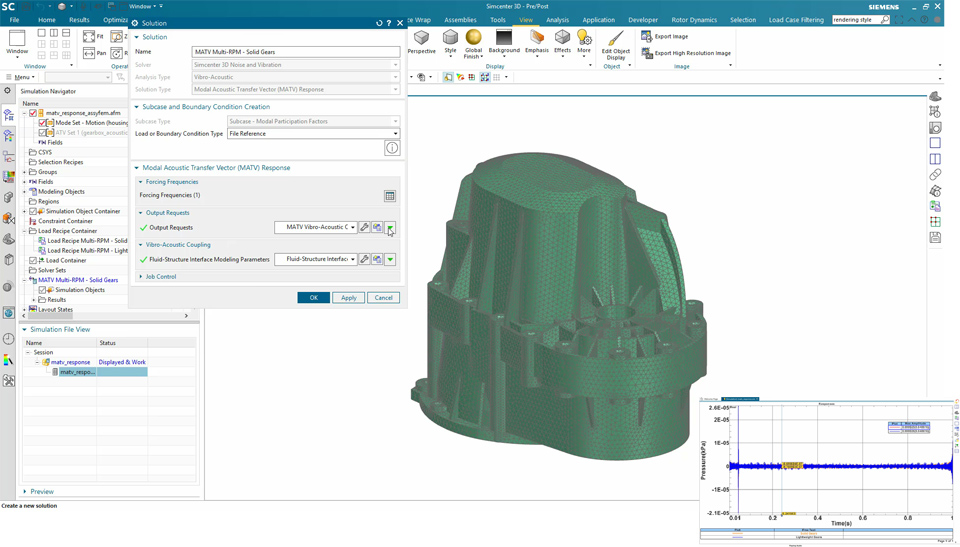 SC
Window
Simcenter 3D - Pre/Post
SIEMENS
File
Home
Results
Optimiza
ce Wrap
Assemblies
Tools
View
Analysis
Application
Developer
Rotor Dynamics
Selection
Load Case Filtering
rendering style
Window
Fit
Pan
Perspective
Style
Global
Finish
Background
Emphasis
Effects
More
Edit Object
Display
Export Image
Export High Resolution Image
Window
Display
Object
Image
Menu
Simulation Navigator
Name
matv_response_assyfem.afm
Mode Set - Motion (housing
ATV Set 1 (gearbox_acoustic
Fields
CSYS
Selection Recipes
Groups
Fields
Modeling Objects
Regions
Simulation Object Container
Constraint Container
Load Recipe Container
Load Recipe Multi-RPM - Solid
Load Recipe Multi-RPM - Light
Load Container
Solver Sets
MATV Multi-RPM - Solid Gears
Simulation Objects
Results
Layout States
Simulation File View
Name
Status
Session
matv_response
Displayed & Work
matv_respo...
Preview
Create a new solution
Solution
Solution
Name
MATV Multi-RPM - Solid Gears
Solver
Simcenter 3D Noise and Vibration
Analysis Type
Vibro-Acoustic
Solution Type
Modal Acoustic Transfer Vector (MATV) Response
Subcase and Boundary Condition Creation
Subcase Type
Subcase - Modal Participation Factors
Load or Boundary Condition Type
File Reference
Modal Acoustic Transfer Vector (MATV) Response
Forcing Frequencies
Forcing Frequencies (1)
Output Requests
Output Requests
MATV Vibro-Acoustic C
Vibro-Acoustic Coupling
Fluid-Structure Interface Modeling Parameters
Fluid-Structure Interfac
Job Control
OK
Apply
Cancel
2.6E-05
2E-05
1E-05
0
-1E-05
-2.1E-05
Pressure(kPa)
0.01
0.2
0.4
0.6
0.8
1
Time(s)